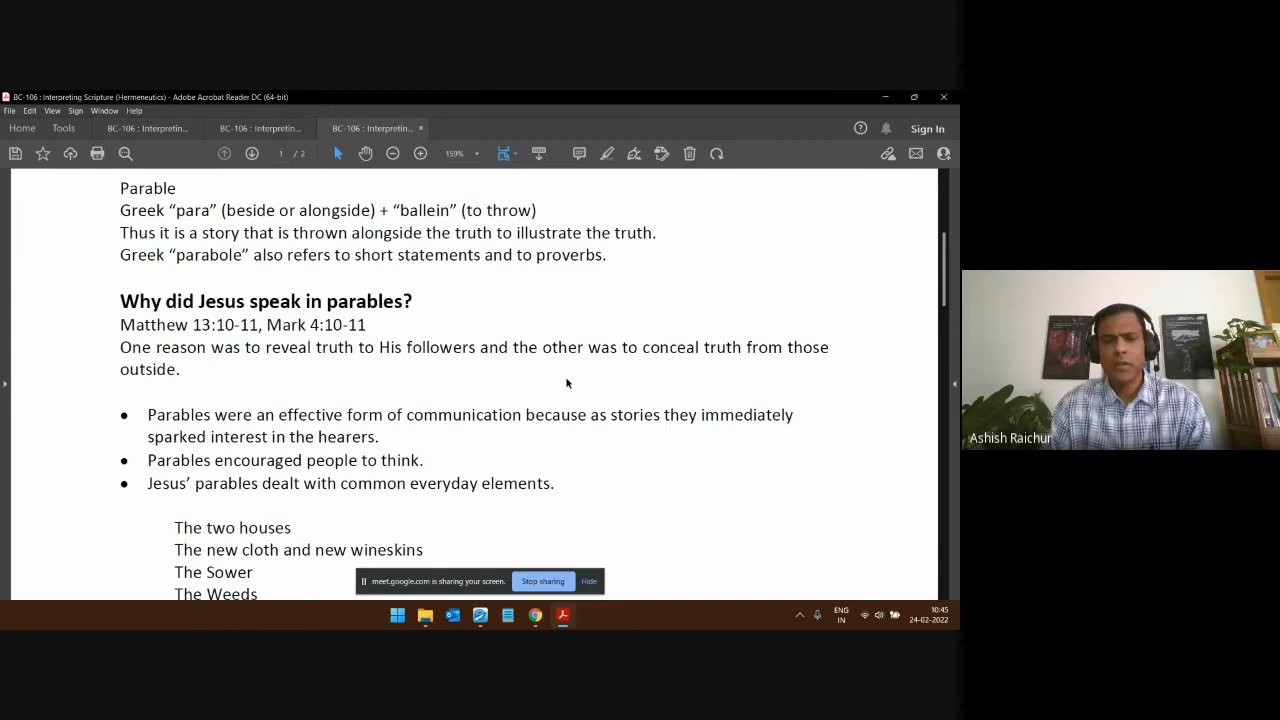 BC-106 : Interpreting Scripture (Hermeneutics) - Adobe Acrobat Reader DC (64-bit)
File Edit View Sign Window Help
Home Tools BC-106 : Interpretin... BC-106 : Interpretin... BC-106 : Interpretin... × Sign In
1 / 2 159%
Parable
Greek “para” (beside or alongside) + “ballein” (to throw)
Thus it is a story that is thrown alongside the truth to illustrate the truth.
Greek “parabole” also refers to short statements and to proverbs.
Why did Jesus speak in parables?
Matthew 13:10-11, Mark 4:10-11
One reason was to reveal truth to His followers and the other was to conceal truth from those
outside.
• Parables were an effective form of communication because as stories they immediately
sparked interest in the hearers.
• Parables encouraged people to think.
• Jesus’ parables dealt with common everyday elements.
The two houses
The new cloth and new wineskins
The Sower
The Weeds
meet.google.com is sharing your screen. Stop sharing Hide
ENG
IN
10:45
24-02-2022
Ashish Raichur